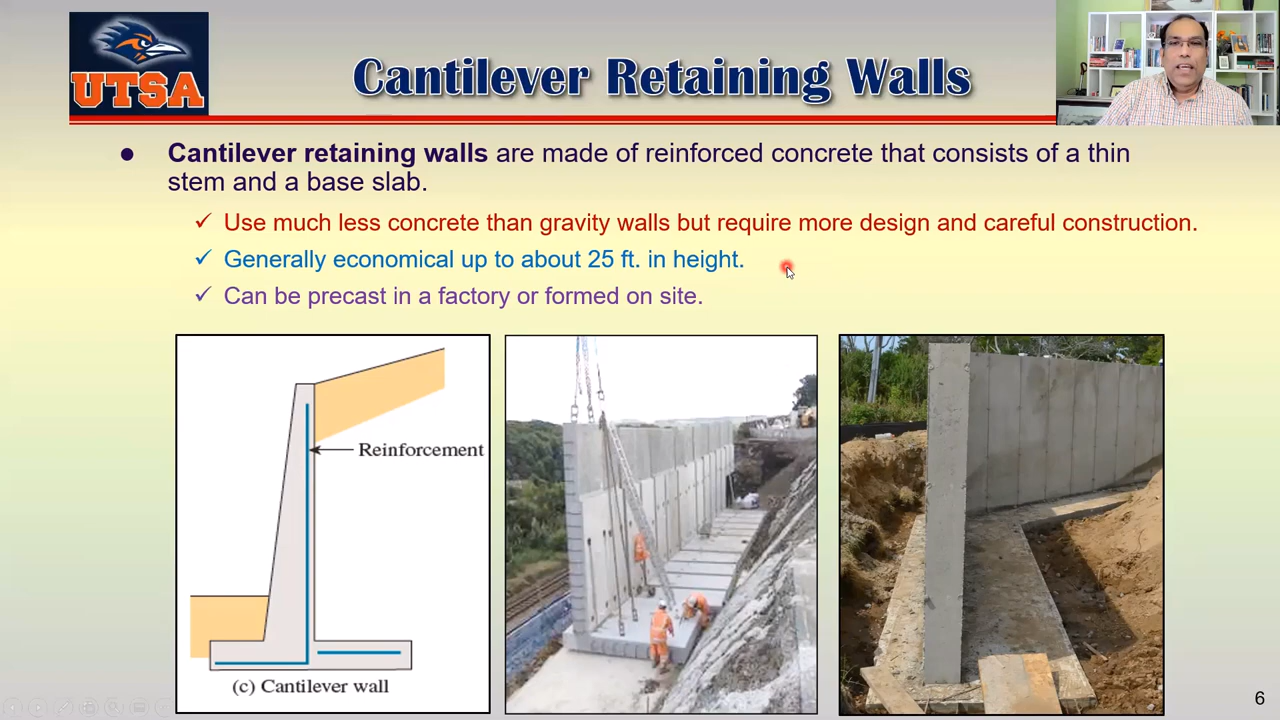 UTSA
Cantilever Retaining Walls
● Cantilever retaining walls are made of reinforced concrete that consists of a thin
stem and a base slab.
✓ Use much less concrete than gravity walls but require more design and careful construction.
✓ Generally economical up to about 25 ft. in height.
✓ Can be precast in a factory or formed on site.
Reinforcement
(c) Cantilever wall
6